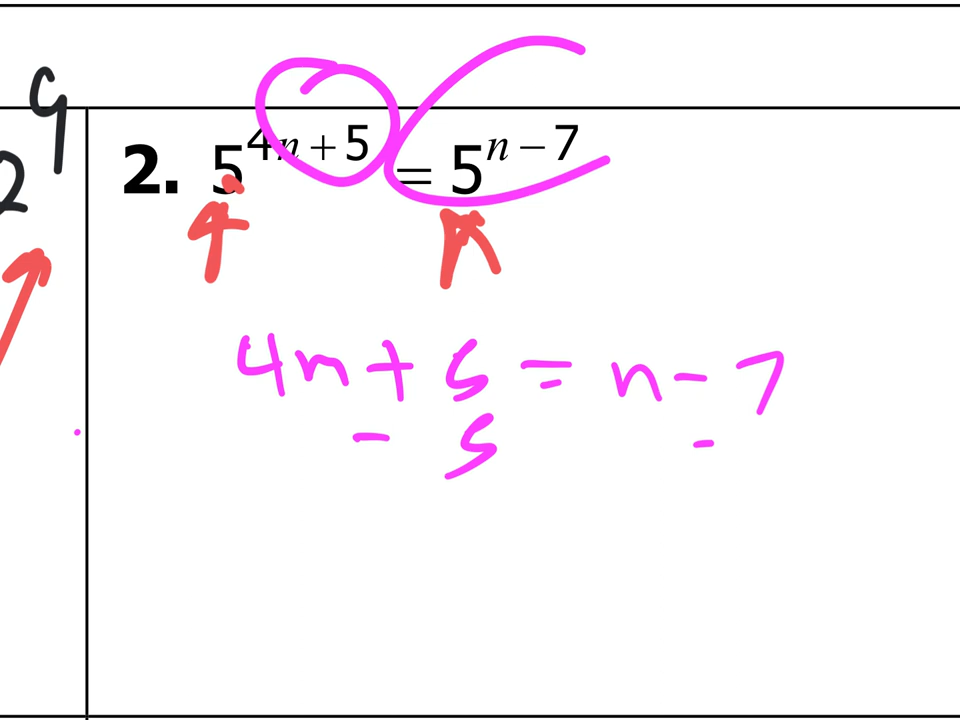 9
2
2. 5^{4n + 5} = 5^{n − 7}
4n + 5 = n - 7
- 5 -